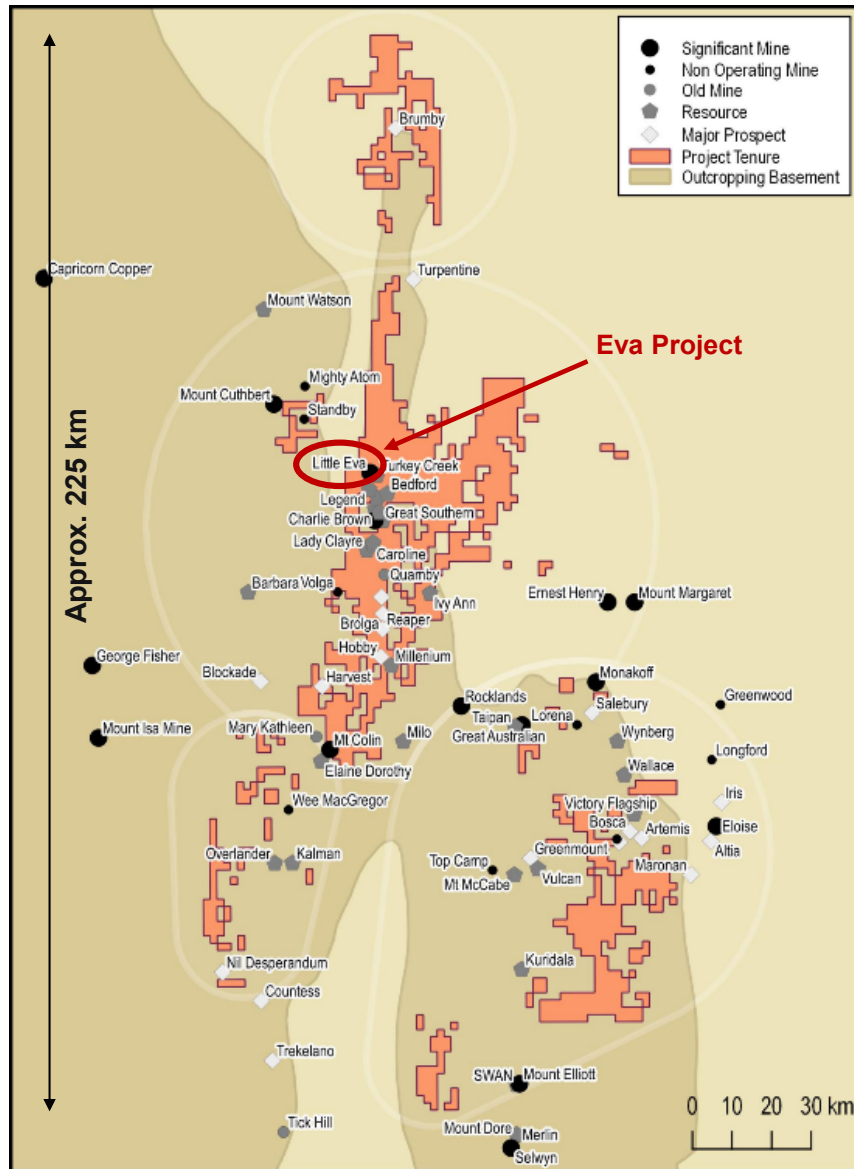 Significant Mine
Non Operating Mine
Old Mine
Resource
Major Prospect
Project Tenure
Outcropping Basement
Brumby
Capricorn Copper
Turpentine
Mount Watson
Eva Project
Mighty Atom
Mount Cuthbert
Standby
Approx. 225 km
Little Eva
Turkey Creek
Bedford
Legend
Great Southern
Charlie Brown
Lady Clayre
Caroline
Quamby
Barbara Volga
Ivy Ann
Ernest Henry
Mount Margaret
Reaper
Brolga
Hobby
Millenium
George Fisher
Blockade
Harvest
Monakoff
Rocklands
Salebury
Greenwood
Taipan
Lorena
Mount Isa Mine
Mary Kathleen
Milo
Great Australian
Wynberg
Mt Colin
Longford
Elaine Dorothy
Wallace
Wee MacGregor
Iris
Victory Flagship
Bosca
Artemis
Eloise
Altia
Overlander
Kalman
Top Camp
Greenmount
Maronan
Mt McCabe
Vulcan
Nil Desperandum
Kuridala
Countess
Trekelano
SWAN
Mount Elliott
Tick Hill
Mount Dore
Merlin
Selwyn
0 10 20 30 km